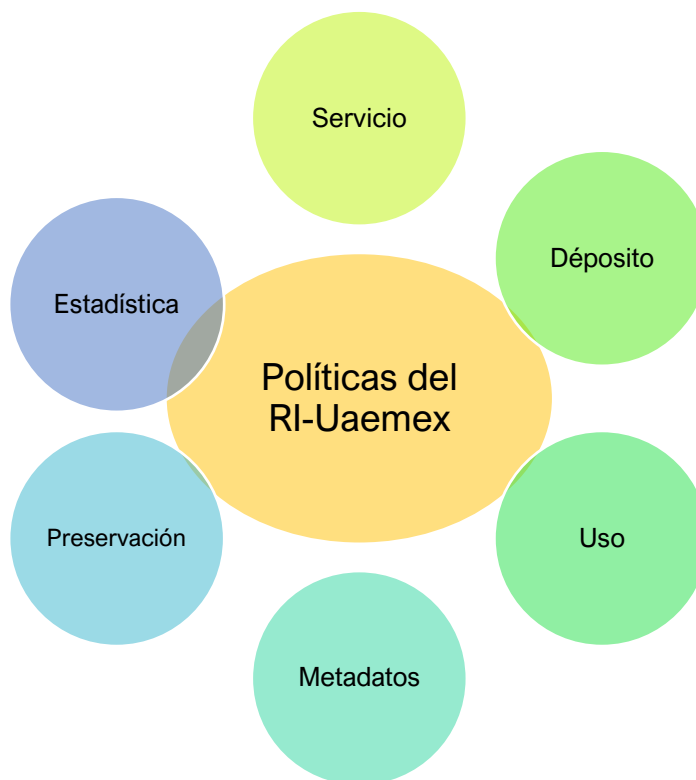 Servicio
Déposito
Estadística
Políticas del
RI-Uaemex
Preservación
Uso
Metadatos